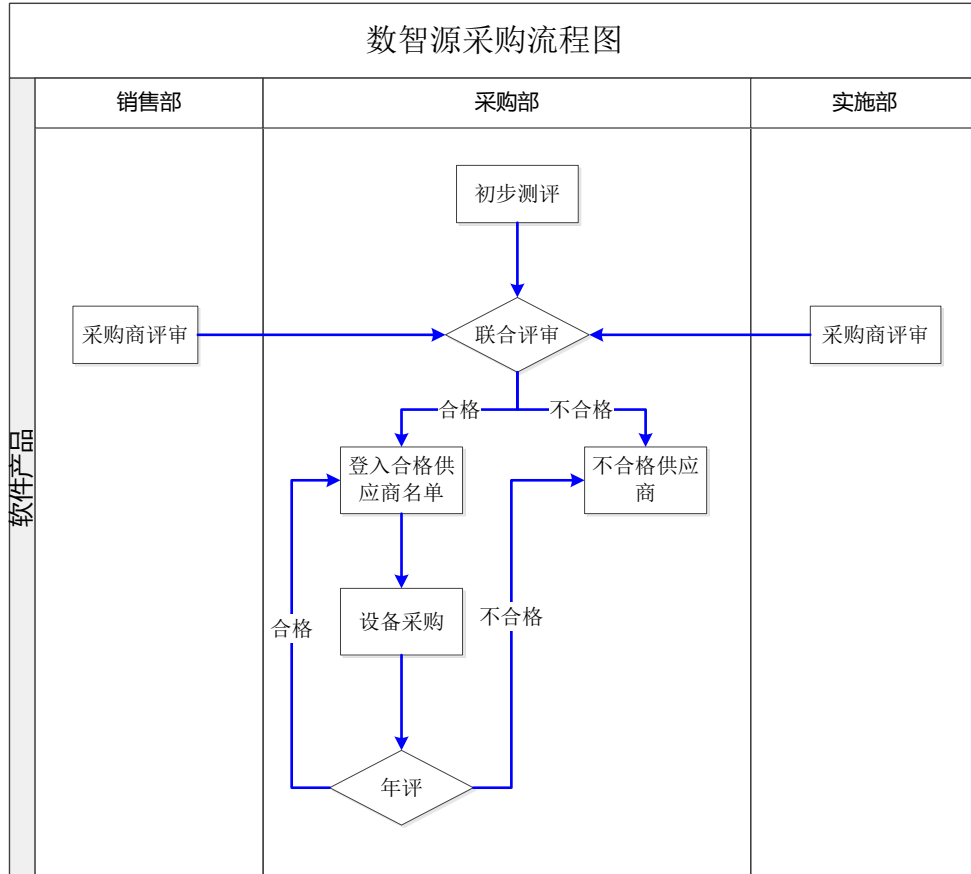 数智源采购流程图
销售部
采购部
实施部
软件产品
初步测评
采购商评审
联合评审
采购商评审
合格
不合格
登入合格供
应商名单
不合格供应
商
设备采购
合格
不合格
年评